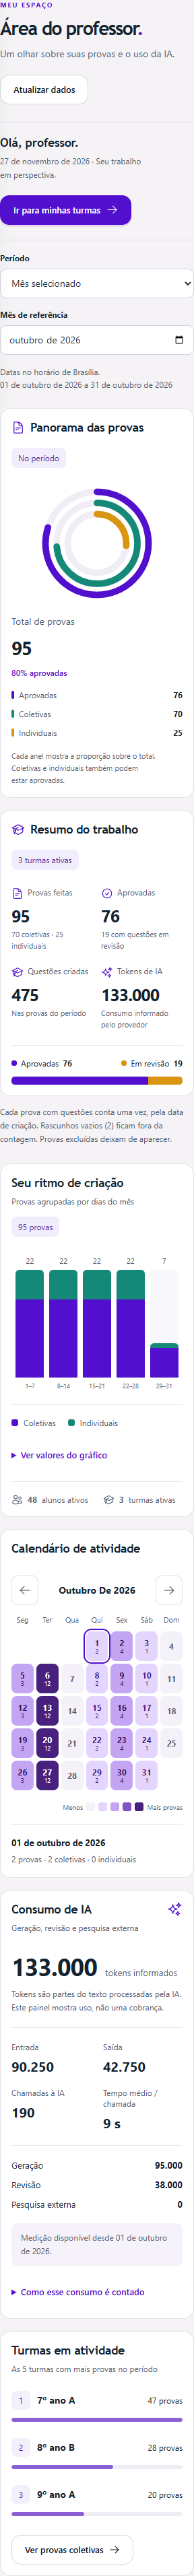 MEU ESPAÇO
Área do professor.
Um olhar sobre suas provas e o uso da IA.
Atualizar dados
Olá, professor.
27 de novembro de 2026 · Seu trabalho
em perspectiva.
Ir para minhas turmas →
Período
Mês selecionado
Mês de referência
outubro de 2026
Datas no horário de Brasília.
01 de outubro de 2026 a 31 de outubro de 2026
Panorama das provas
No período
Total de provas
95
80% aprovadas
Aprovadas 76
Coletivas 70
Individuais 25
Cada anel mostra a proporção sobre o total.
Coletivas e individuais também podem
estar aprovadas.
Resumo do trabalho
3 turmas ativas
Provas feitas
95
70 coletivas · 25
individuais
Aprovadas
76
19 com questões em
revisão
Questões criadas
475
Nas provas do período
Tokens de IA
133.000
Consumo informado
pelo provedor
Aprovadas 76
Em revisão 19
Cada prova com questões conta uma vez, pela data
de criação. Rascunhos vazios (2) ficam fora da
contagem. Provas excluídas deixam de aparecer.
Seu ritmo de criação
Provas agrupadas por dias do mês
95 provas
22 22 22 22 7
1–7 8–14 15–21 22–28 29–31
Coletivas Individuais
▶ Ver valores do gráfico
48 alunos ativos 3 turmas ativas
Calendário de atividade
← Outubro De 2026 →
Seg Ter Qua Qui Sex Sáb Dom
1 2 3 4
2 4 1
5 6 7 8 9 10 11
3 12 2 4 1
12 13 14 15 16 17 18
3 12 2 4 1
19 20 21 22 23 24 25
3 12 2 4 1
26 27 28 29 30 31
3 12 2 4 1
Menos Mais provas
01 de outubro de 2026
2 provas · 2 coletivas · 0 individuais
Consumo de IA
Geração, revisão e pesquisa externa
133.000 tokens informados
Tokens são partes do texto processadas pela IA.
Este painel mostra uso, não uma cobrança.
Entrada
90.250
Saída
42.750
Chamadas à IA
190
Tempo médio /
chamada
9 s
Geração 95.000
Revisão 38.000
Pesquisa externa 0
Medição disponível desde 01 de outubro
de 2026.
▶ Como esse consumo é contado
Turmas em atividade
As 5 turmas com mais provas no período
1 7º ano A 47 provas
2 8º ano B 28 provas
3 9º ano A 20 provas
Ver provas coletivas →